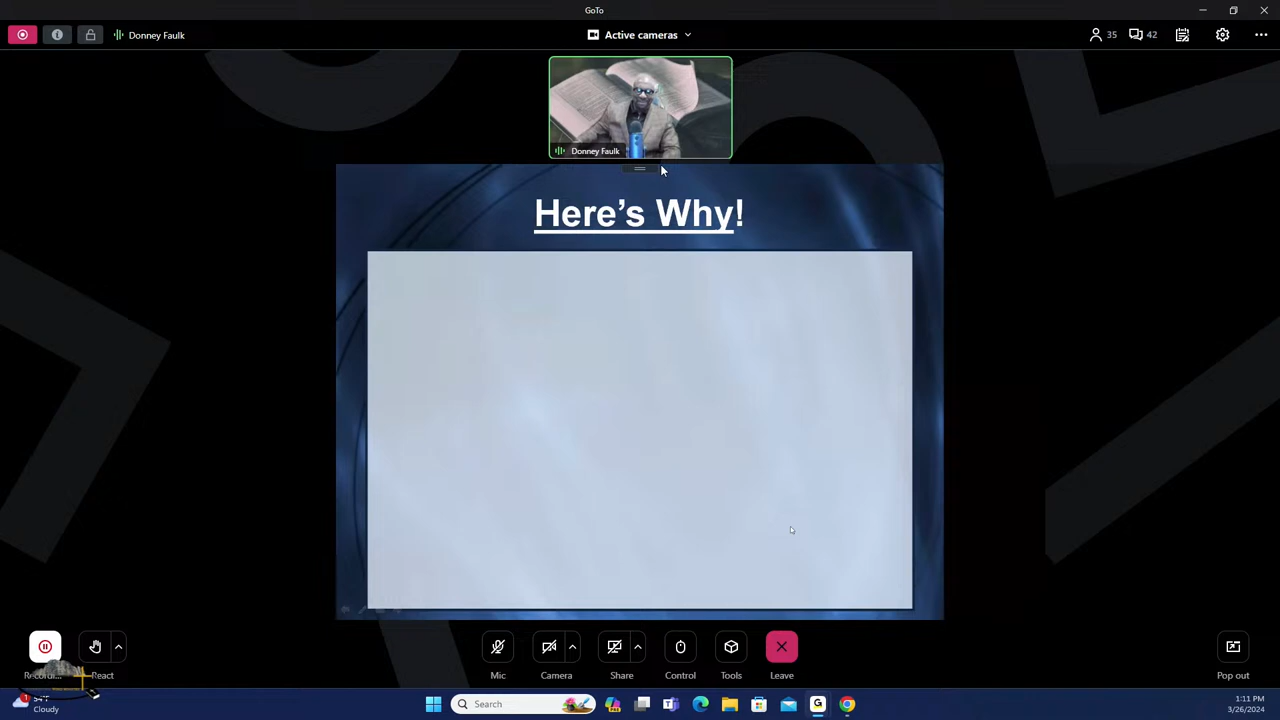 GoTo
Donney Faulk
Active cameras
35
42
Donney Faulk
Here's Why!
React
Mic
Camera
Share
Control
Tools
Leave
Pop out
Cloudy
Search
1:11 PM
3/26/2024